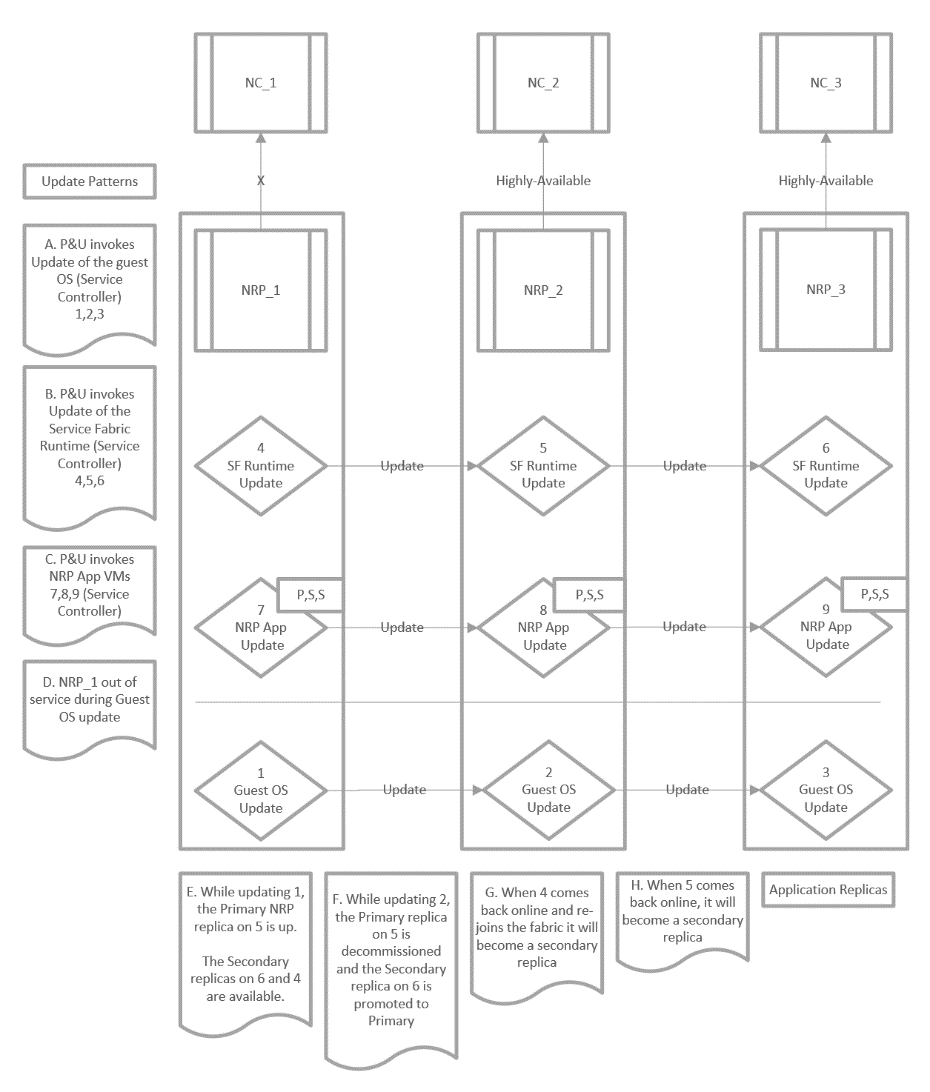 NC_1
NC_2
NC_3
Update Patterns
X
Highly-Available
Highly-Available
A. P&U invokes
Update of the guest
OS (Service
Controller)
1,2,3
NRP_1
NRP_2
NRP_3
B. P&U invokes
Update of the
Service Fabric
Runtime (Service
Controller)
4,5,6
4
SF Runtime
Update
Update
5
SF Runtime
Update
Update
6
SF Runtime
Update
C. P&U invokes
NRP App VMs
7,8,9 (Service
Controller)
P,S,S
7
NRP App
Update
Update
P,S,S
8
NRP App
Update
Update
P,S,S
9
NRP App
Update
D. NRP_1 out of
service during Guest
OS update
1
Guest OS
Update
Update
2
Guest OS
Update
Update
3
Guest OS
Update
E. While updating 1,
the Primary NRP
replica on 5 is up.
The Secondary
replicas on 6 and 4
are available.
F. While updating 2,
the Primary replica
on 5 is
decommissioned
and the Secondary
replica on 6 is
promoted to
Primary
G. When 4 comes
back online and re-
joins the fabric it will
become a secondary
replica
H. When 5 comes
back online, it will
become a secondary
replica
Application Replicas